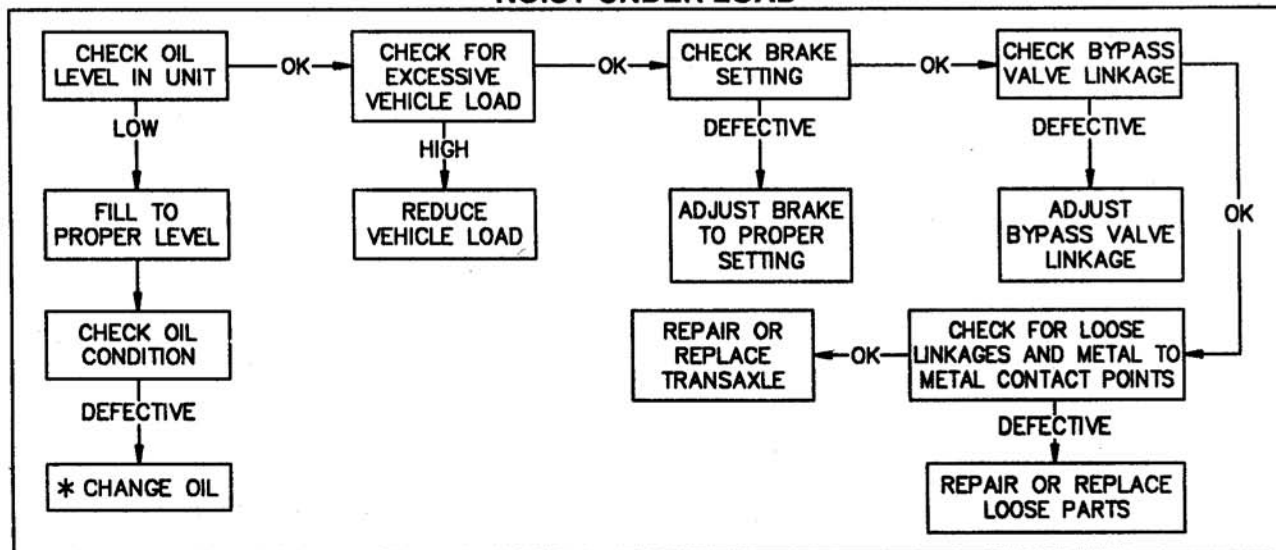 NOISY UNDER LOAD
CHECK OIL
LEVEL IN UNIT
OK
CHECK FOR
EXCESSIVE
VEHICLE LOAD
OK
CHECK BRAKE
SETTING
OK
CHECK BYPASS
VALVE LINKAGE
LOW
HIGH
DEFECTIVE
DEFECTIVE
OK
FILL TO
PROPER LEVEL
REDUCE
VEHICLE LOAD
ADJUST BRAKE
TO PROPER
SETTING
ADJUST
BYPASS VALVE
LINKAGE
CHECK OIL
CONDITION
REPAIR OR
REPLACE
TRANSAXLE
OK
CHECK FOR LOOSE
LINKAGES AND METAL TO
METAL CONTACT POINTS
DEFECTIVE
DEFECTIVE
* CHANGE OIL
REPAIR OR REPLACE
LOOSE PARTS